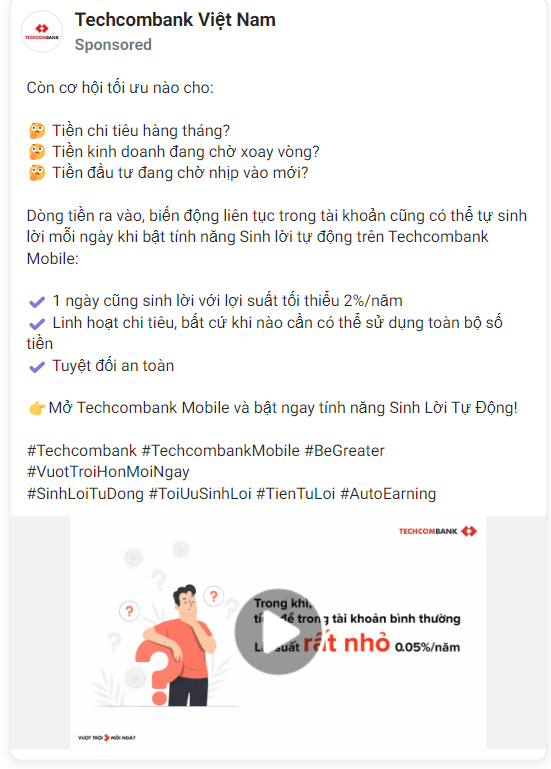 TECHCOMBANK
Techcombank Việt Nam
Sponsored
Còn cơ hội tối ưu nào cho:
🤔 Tiền chi tiêu hàng tháng?
🤔 Tiền kinh doanh đang chờ xoay vòng?
🤔 Tiền đầu tư đang chờ nhịp vào mới?
Dòng tiền ra vào, biến động liên tục trong tài khoản cũng có thể tự sinh
lời mỗi ngày khi bật tính năng Sinh lời tự động trên Techcombank
Mobile:
✔ 1 ngày cũng sinh lời với lợi suất tối thiểu 2%/năm
✔ Linh hoạt chi tiêu, bất cứ khi nào cần có thể sử dụng toàn bộ số
tiền
✔ Tuyệt đối an toàn
👉Mở Techcombank Mobile và bật ngay tính năng Sinh Lời Tự Động!
#Techcombank #TechcombankMobile #BeGreater
#VuotTroiHonMoiNgay
#SinhLoiTuDong #ToiUuSinhLoi #TienTuLoi #AutoEarning
TECHCOMBANK
Trong khi,
để trong tài khoản bình thường
suất rất nhỏ 0.05%/năm
VƯỢT TRỘI MỖI NGÀY